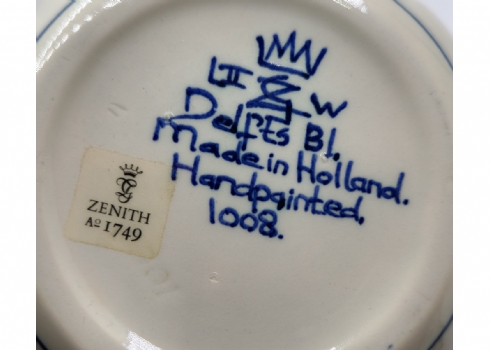 LII W
Delfts Bl.
Made in Holland.
Handpainted.
1008.
ZENITH
Aº 1749